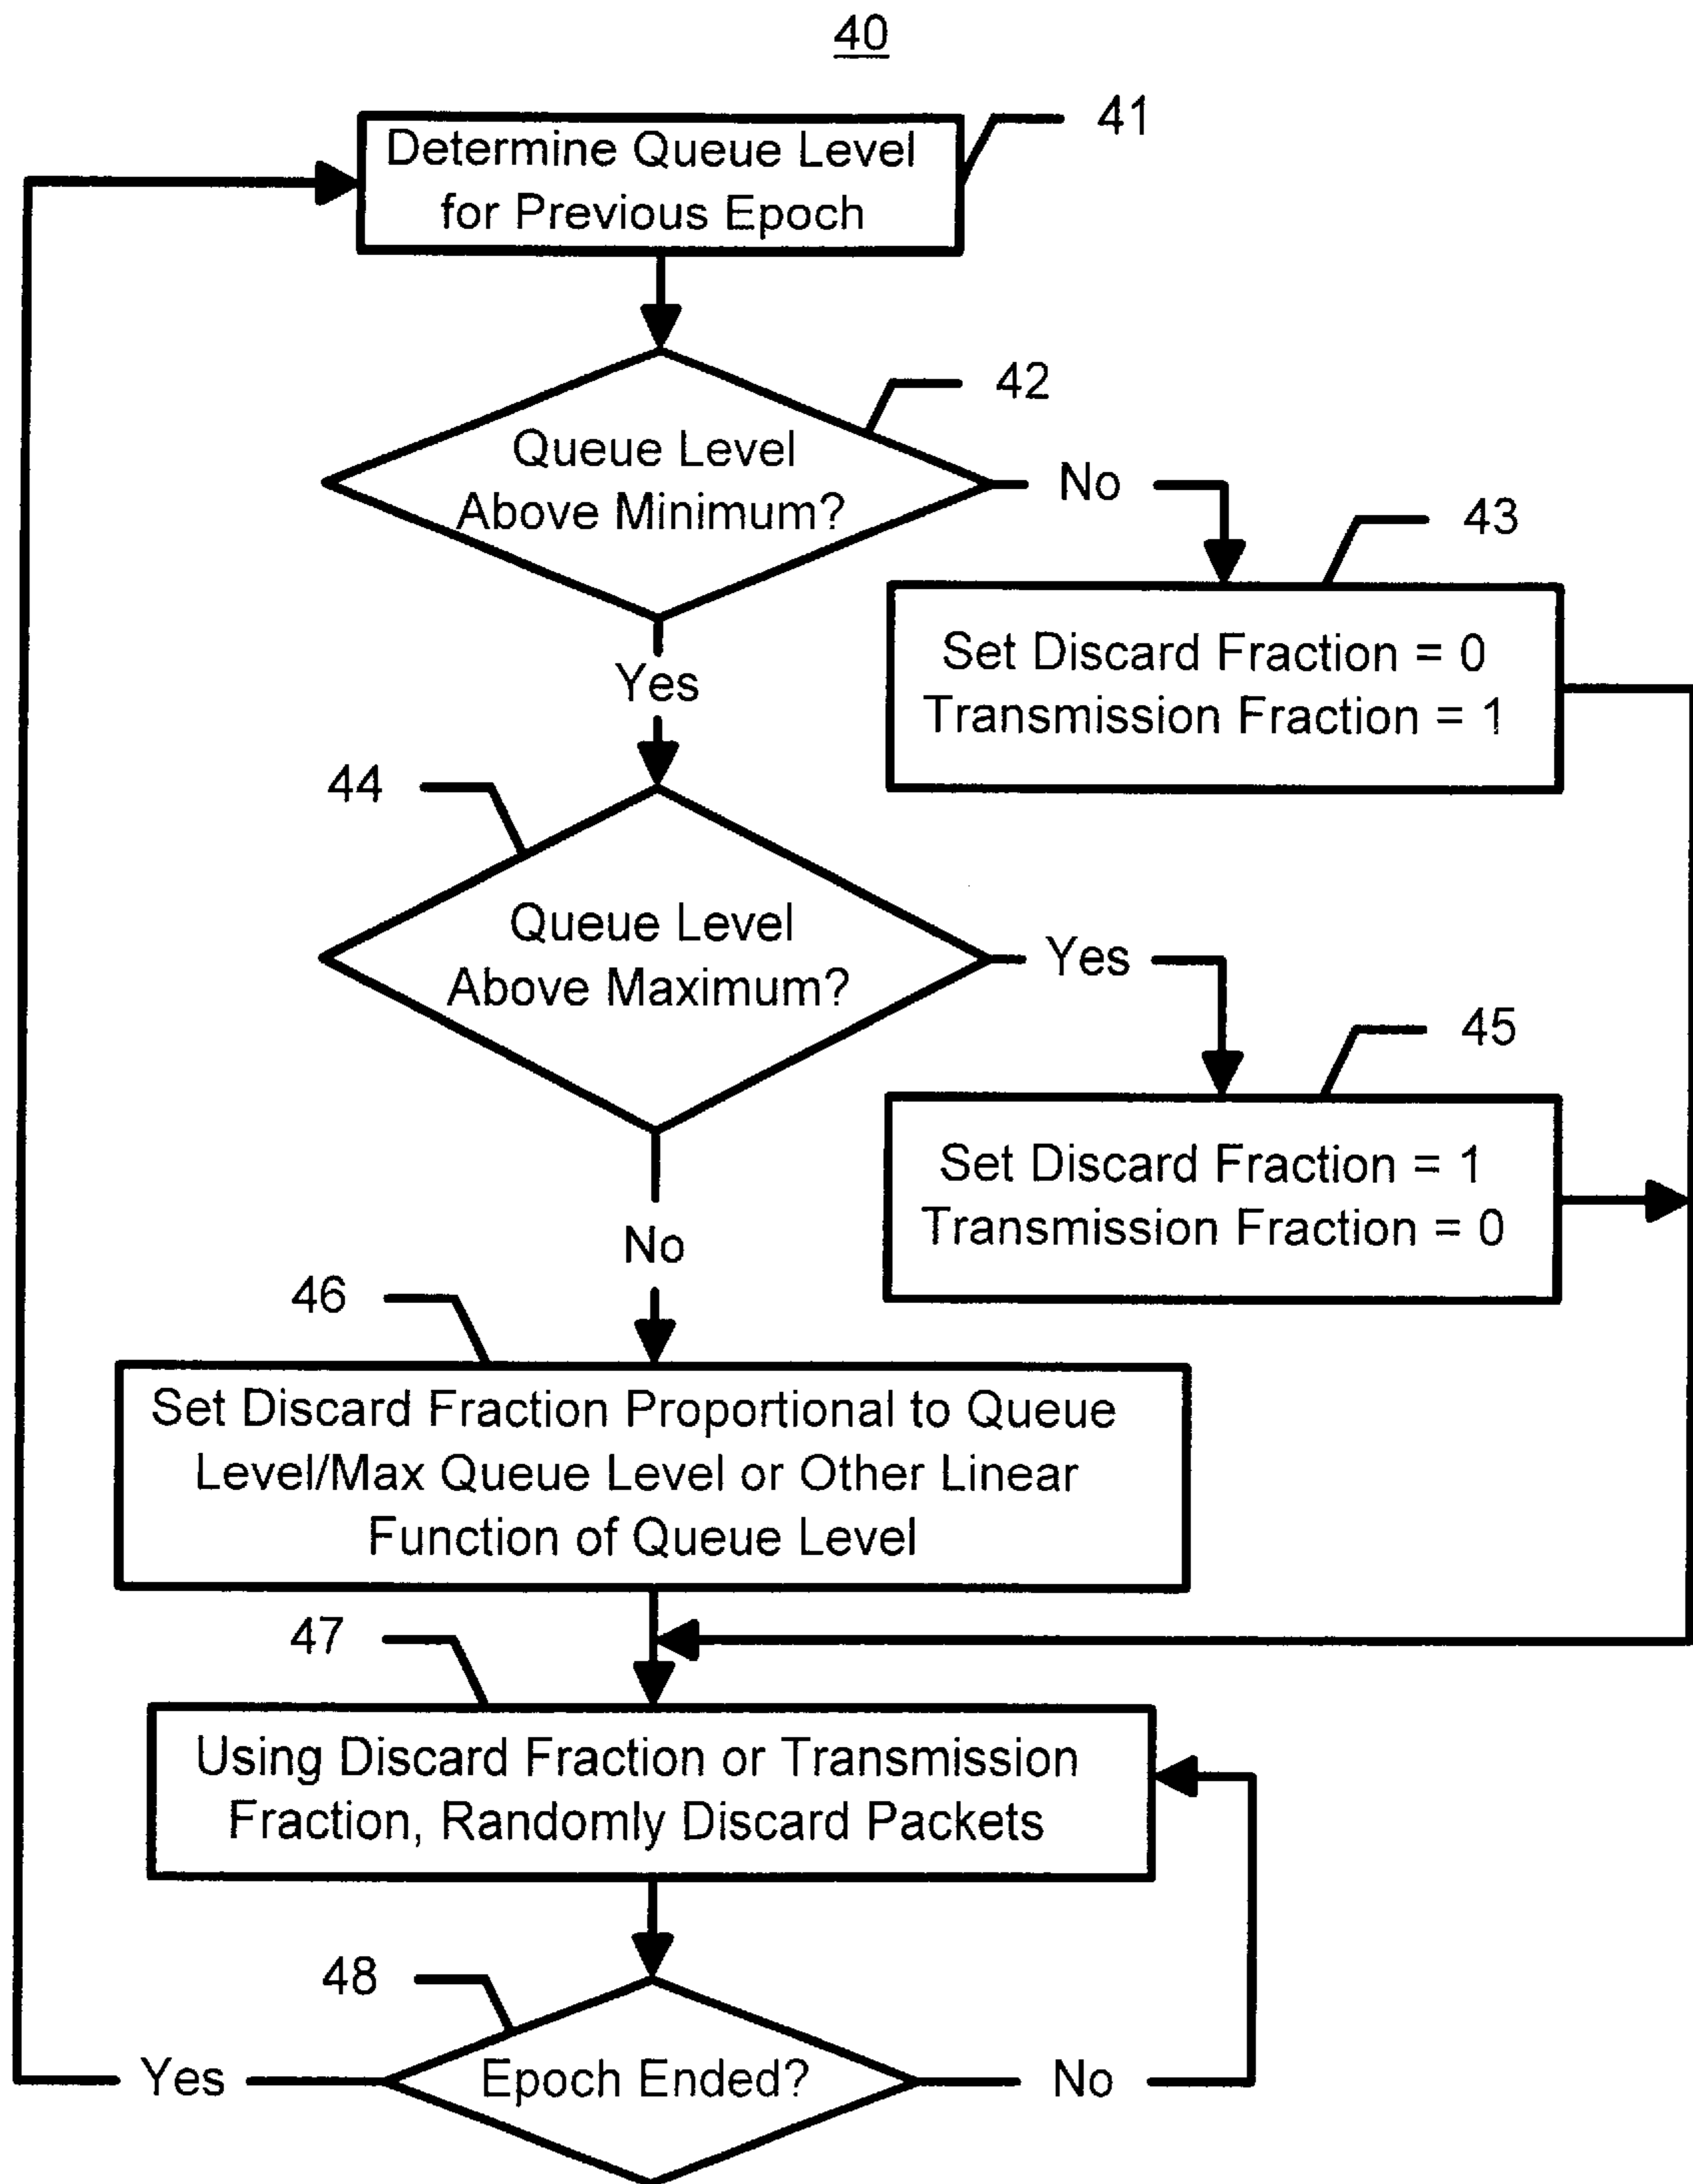 40
41
Determine Queue Level
for Previous Epoch
42
Queue Level
Above Minimum?
No
43
Set Discard Fraction = 0
Transmission Fraction = 1
Yes
44
Queue Level
Above Maximum?
Yes
45
Set Discard Fraction = 1
Transmission Fraction = 0
No
46
Set Discard Fraction Proportional to Queue
Level/Max Queue Level or Other Linear
Function of Queue Level
47
Using Discard Fraction or Transmission
Fraction, Randomly Discard Packets
48
Yes
Epoch Ended?
No